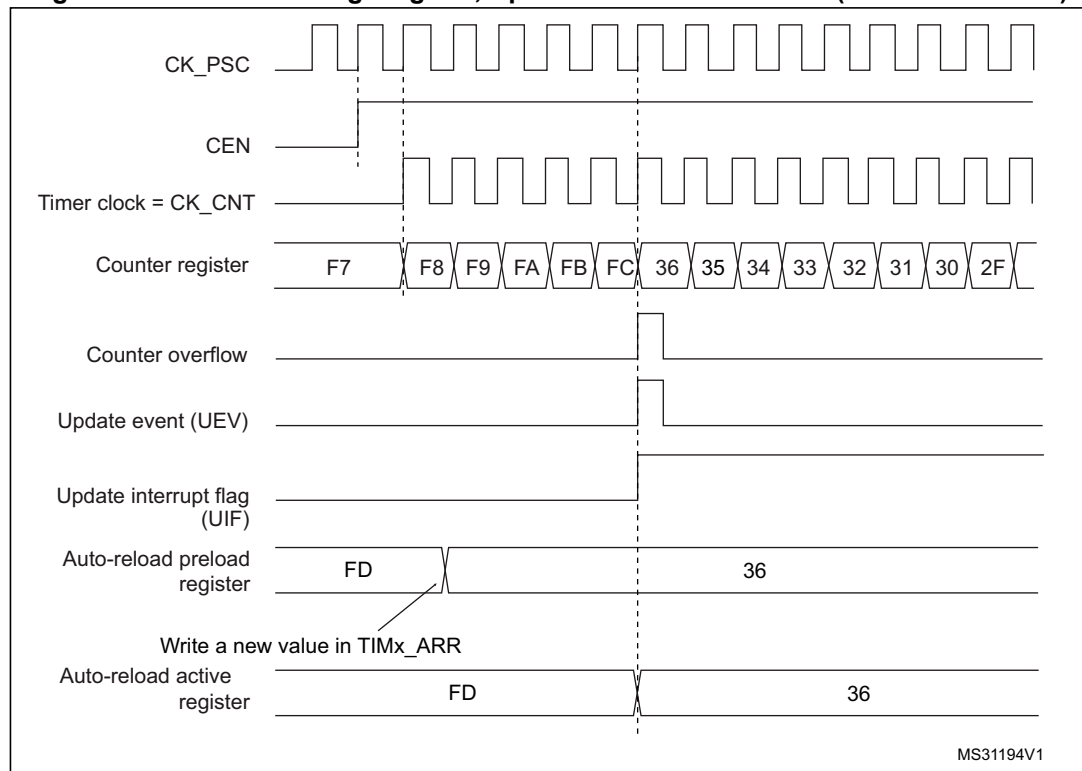 CK_PSC
CEN
Timer clock = CK_CNT
Counter register F7 F8 F9 FA FB FC 36 35 34 33 32 31 30 2F
Counter overflow
Update event (UEV)
Update interrupt flag
(UIF)
Auto-reload preload
register
FD 36
Write a new value in TIMx_ARR
Auto-reload active
register
FD 36
MS31194V1